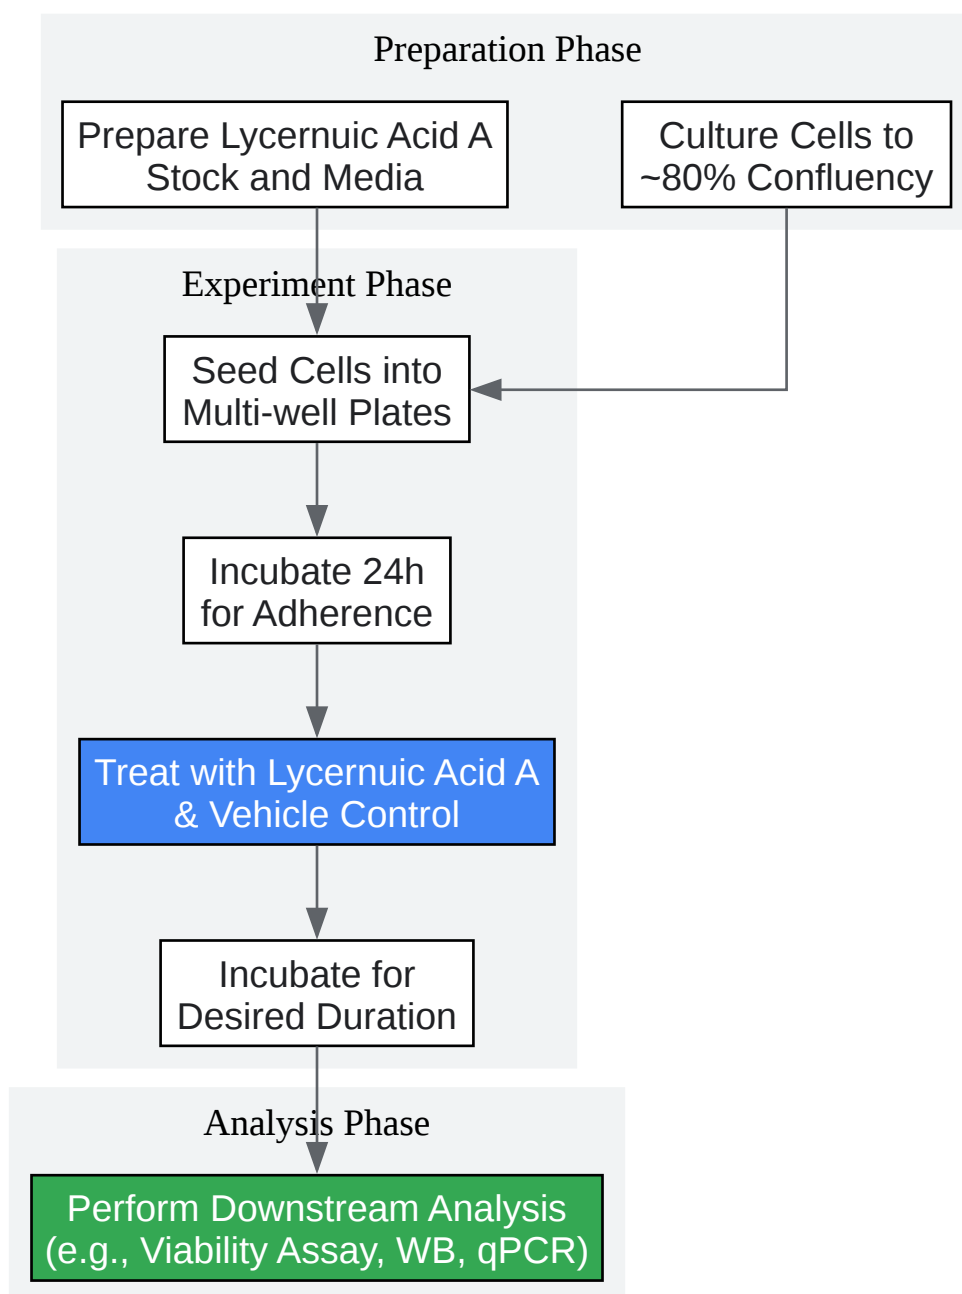 Preparation Phase
Prepare Lycernuic Acid A
Stock and Media
Culture Cells to
~80% Confluency
Experiment Phase
Seed Cells into
Multi-well Plates
Incubate 24h
for Adherence
Treat with Lycernuic Acid A
& Vehicle Control
Incubate for
Desired Duration
Analysis Phase
Perform Downstream Analysis
(e.g., Viability Assay, WB, qPCR)